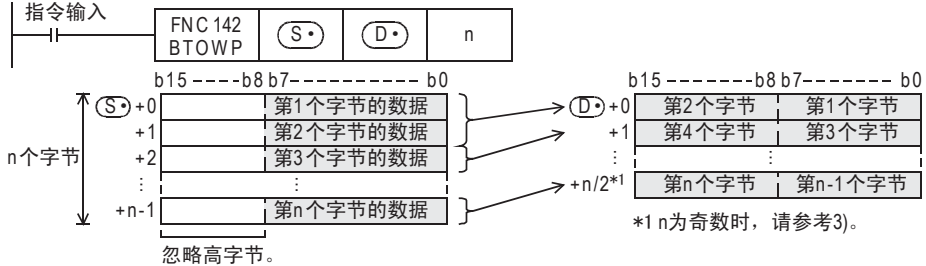 指令输入
FNC 142
BTOWP
S・
D・
n
b15 -----b8 b7------------- b0
b15 --------b8 b7-------- b0
S・ +0
第1个字节的数据
D・ +0
第2个字节
第1个字节
+1
第2个字节的数据
+1
第4个字节
第3个字节
n个字节
+2
第3个字节的数据
⋮
⋮
⋮
⋮
+n/2*1
第n个字节
第n-1个字节
+n-1
第n个字节的数据
*1 n为奇数时，请参考3)。
忽略高字节。